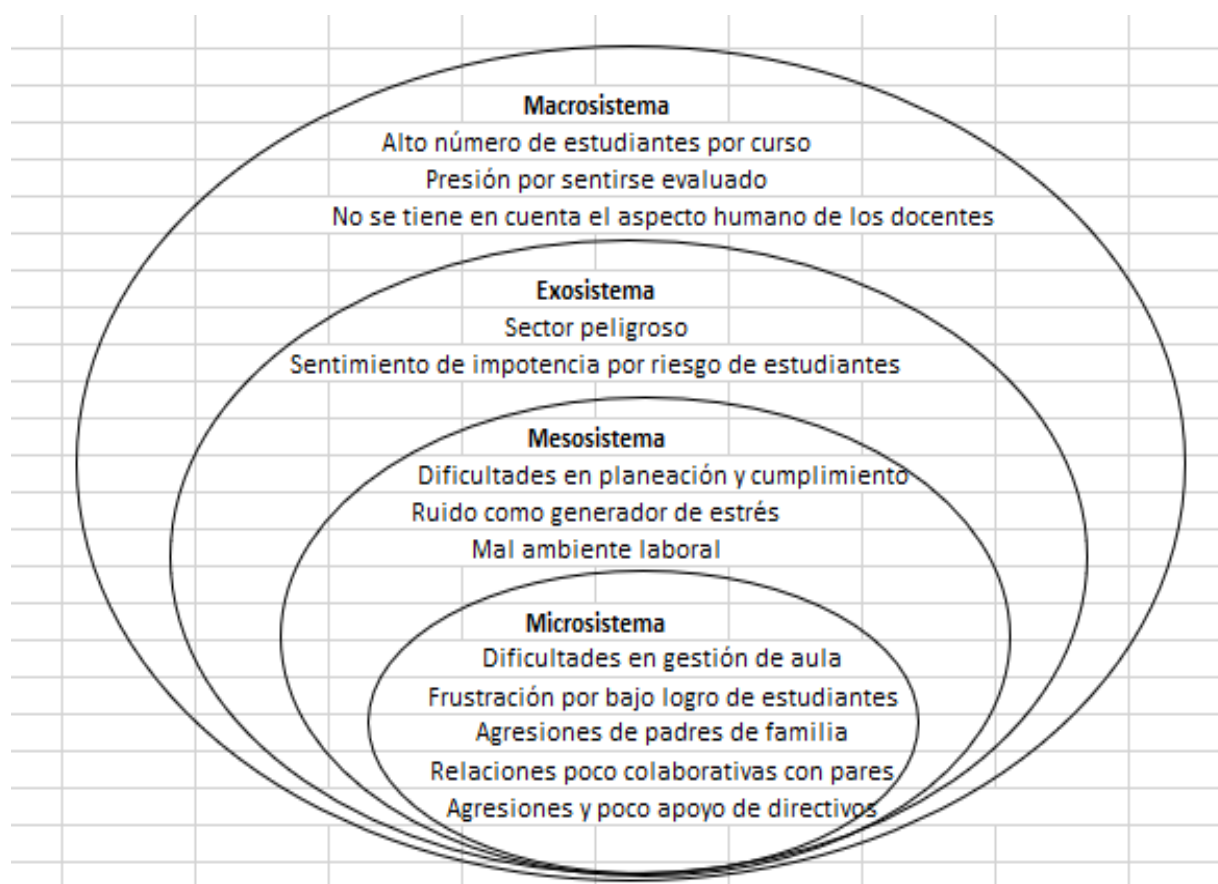 Macrosistema
Alto número de estudiantes por curso
Presión por sentirse evaluado
No se tiene en cuenta el aspecto humano de los docentes
Exosistema
Sector peligroso
Sentimiento de impotencia por riesgo de estudiantes
Mesosistema
Dificultades en planeación y cumplimiento
Ruido como generador de estrés
Mal ambiente laboral
Microsistema
Dificultades en gestión de aula
Frustración por bajo logro de estudiantes
Agresiones de padres de familia
Relaciones poco colaborativas con pares
Agresiones y poco apoyo de directivos